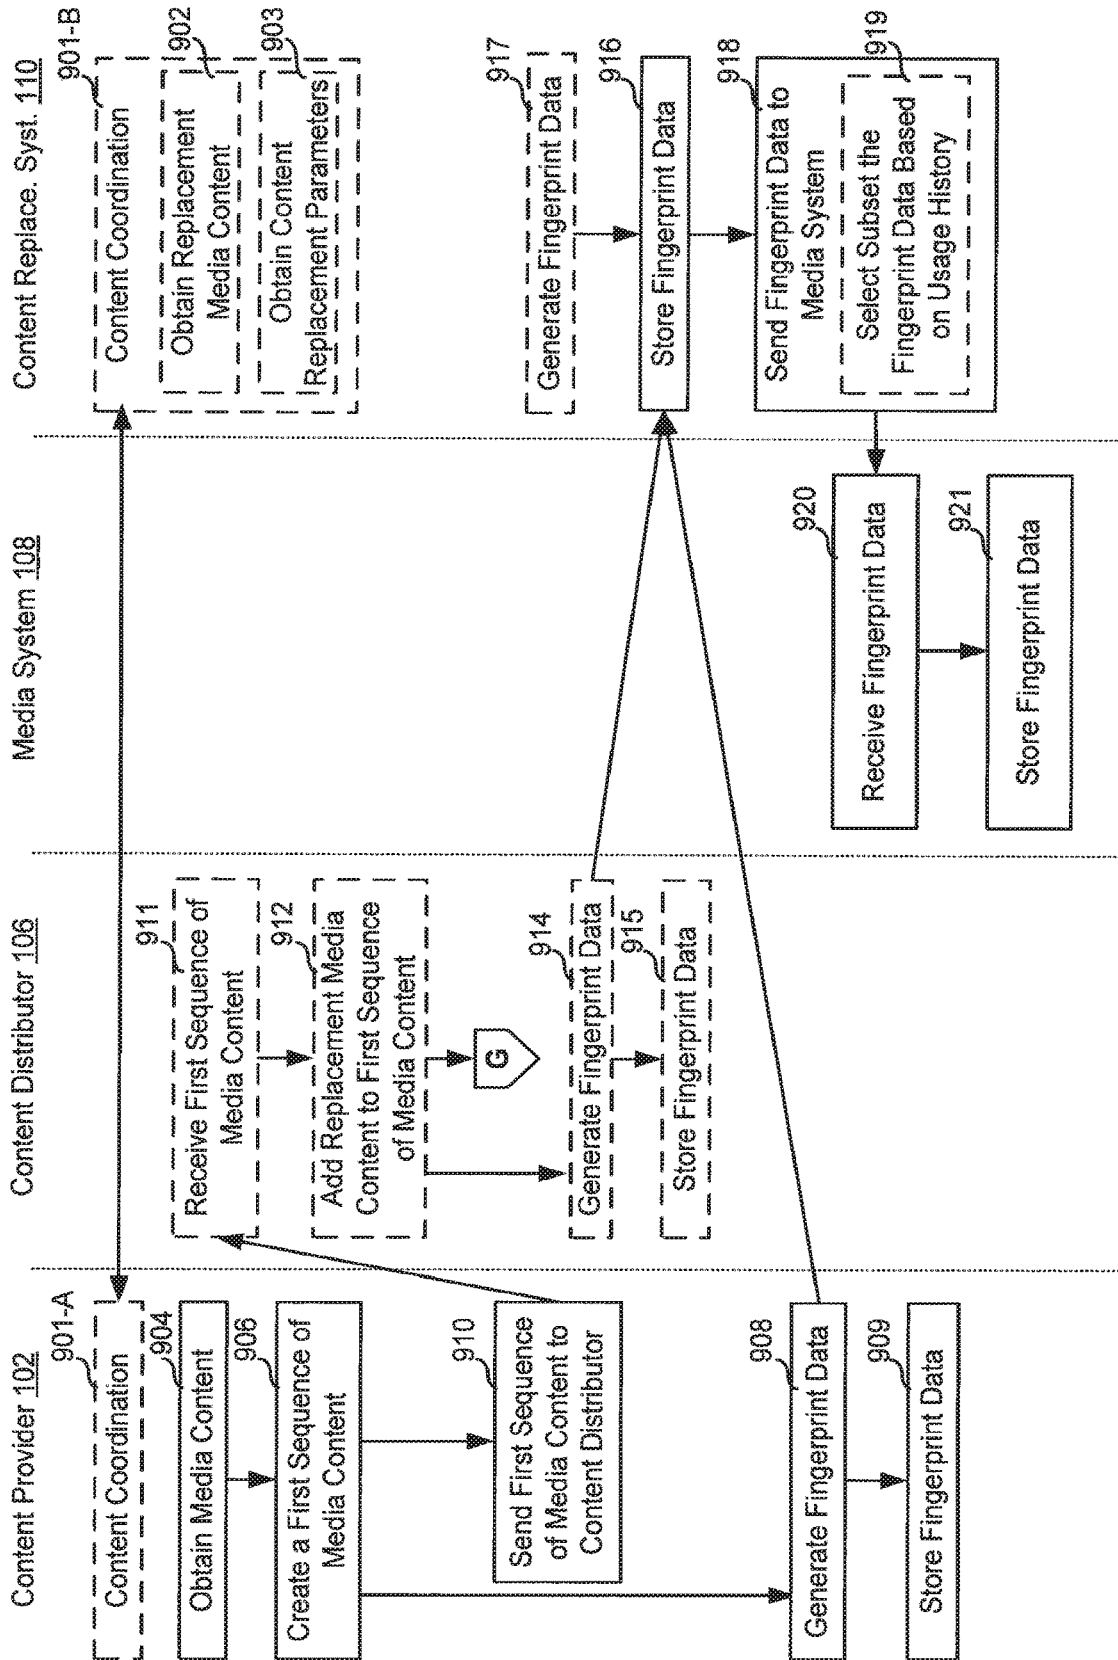 Content Provider 102
901-A
Content Coordination
904
Obtain Media Content
906
Create a First Sequence of
Media Content
910
Send First Sequence
of Media Content to
Content Distributor
908
Generate Fingerprint Data
909
Store Fingerprint Data
Content Distributor 106
911
Receive First Sequence of
Media Content
912
Add Replacement Media
Content to First Sequence
of Media Content
G
914
Generate Fingerprint Data
915
Store Fingerprint Data
Media System 108
920
Receive Fingerprint Data
921
Store Fingerprint Data
Content Replace. Syst. 110
901-B
Content Coordination
902
Obtain Replacement
Media Content
903
Obtain Content
Replacement Parameters
917
Generate Fingerprint Data
916
Store Fingerprint Data
918
Send Fingerprint Data to
Media System
919
Select Subset the
Fingerprint Data Based
on Usage History